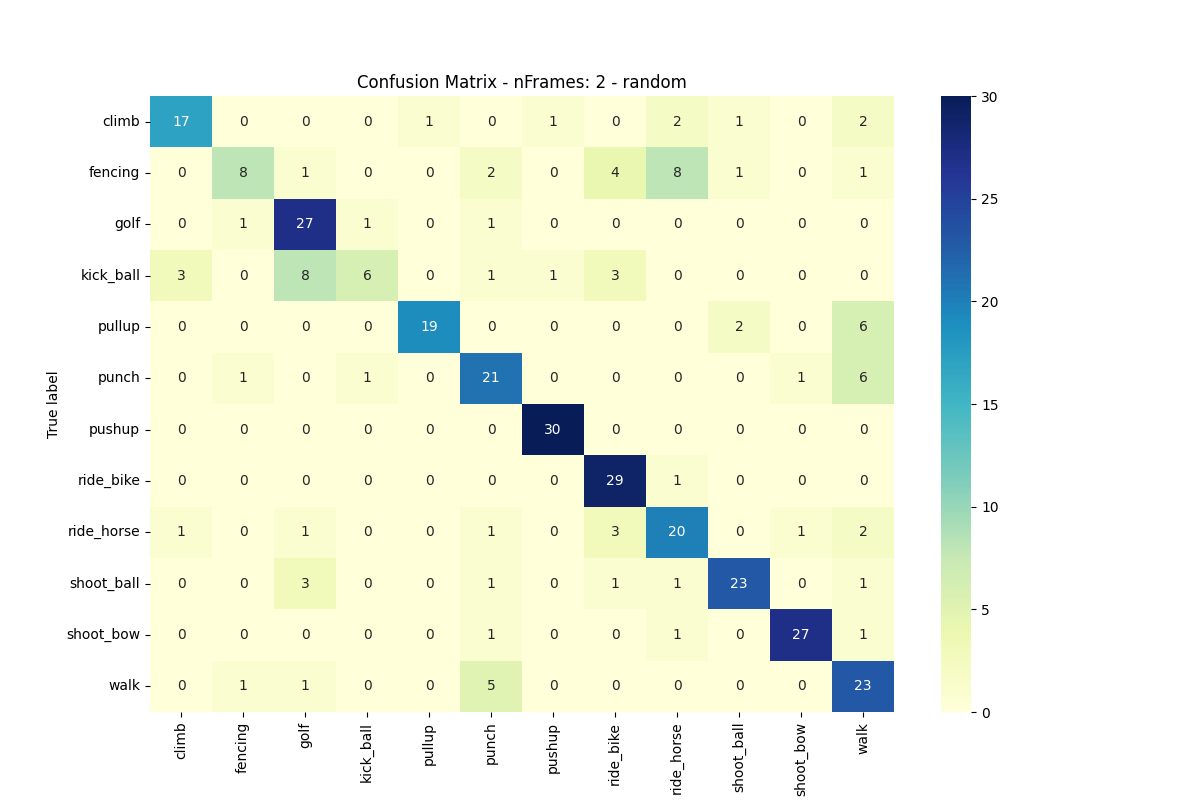 Confusion Matrix - nFrames: 2 - random
True label
climb 17 0 0 0 1 0 1 0 2 1 0 2
fencing 0 8 1 0 0 2 0 4 8 1 0 1
golf 0 1 27 1 0 1 0 0 0 0 0 0
kick_ball 3 0 8 6 0 1 1 3 0 0 0 0
pullup 0 0 0 0 19 0 0 0 0 2 0 6
punch 0 1 0 1 0 21 0 0 0 0 1 6
pushup 0 0 0 0 0 0 30 0 0 0 0 0
ride_bike 0 0 0 0 0 0 0 29 1 0 0 0
ride_horse 1 0 1 0 0 1 0 3 20 0 1 2
shoot_ball 0 0 3 0 0 1 0 1 1 23 0 1
shoot_bow 0 0 0 0 0 1 0 0 1 0 27 1
walk 0 1 1 0 0 5 0 0 0 0 0 23
climb fencing golf kick_ball pullup punch pushup ride_bike ride_horse shoot_ball shoot_bow walk
30
25
20
15
10
5
0